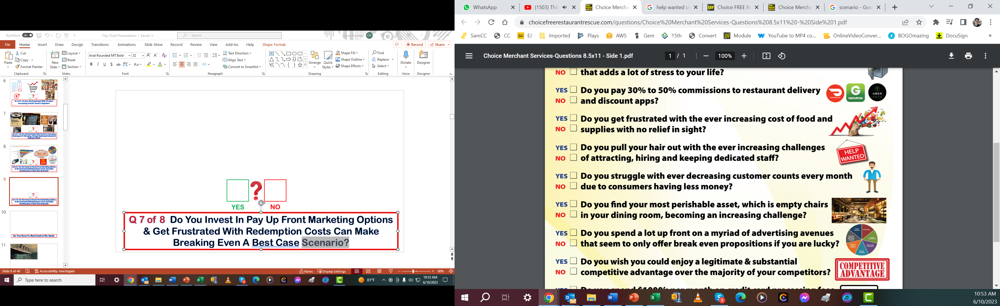 AutoSave On
Flip Chart Presentation • Saved
Search
Corey Huetter
CH
File
Home
Insert
Draw
Design
Transitions
Animations
Slide Show
Record
Review
View
Add-ins
Help
Shape Format
Record
Share
Paste
Cut
Copy
Format Painter
Clipboard
New
Slide
Layout
Reset
Section
Slides
Arial Rounded MT Bold
32
Font
Text Direction
Align Text
Convert to SmartArt
Paragraph
Arrange
Quick
Styles
Shape Fill
Shape Outline
Shape Effects
Drawing
Find
Replace
Select
Editing
Dictate
Voice
Designer
Designer
6
Q 4 of 8 Do You Get Frustrated With The Ever
Increasing Cost Of Food & Supplies?
7
Q 5 of 8 Do You Get Frustrated With The Ever Increasing
Challenges Of Attracting, Hiring & Retaining Dedicated &
Motivated Staff?
8
Q 6 of 8 Do You Invest In Pay Up Front Marketing Options
& Get Frustrated With Redemption Costs Can Make
Breaking Even A Best Case Scenario?
9
Q 7 of 8 Do You Invest In Pay Up Front Marketing Options
& Get Frustrated With Redemption Costs Can Make
Breaking Even A Best Case Scenario?
10
Do You Have To Much Cash In The Bank?
11
?
YES
NO
Q 7 of 8 Do You Invest In Pay Up Front Marketing Options
& Get Frustrated With Redemption Costs Can Make
Breaking Even A Best Case Scenario?
Slide 9 of 40
Accessibility: Investigate
Notes
Display Settings
80%
Type here to search
81°F
10:53 AM
6/10/2023
WhatsApp
(1503) Thir
Choice Mercha
help wanted si
Choice FREE Re
Choice Mercha
scenario - Goo
choicefreerestaurantrescue.com/questions/Choice%20Merchant%20Services-Questions%208.5x11%20-%20Side%201.pdf
SamCC
CC
EJ
Imported
Plays
AWS
Gem
15th
Convert
Module
YouTube to MP4 co...
OnlineVideoConver...
BOGOmazing
DocuSign
»
Choice Merchant Services-Questions 8.5x11 - Side 1.pdf
1 / 1
100%
NO that adds a lot of stress to your life?
YES Do you pay 30% to 50% commissions to restaurant delivery
NO and discount apps?
DOORDASH
G
GROUPON
UBER
EATS
YES Do you get frustrated with the ever increasing cost of food and
NO supplies with no relief in sight?
YES Do you pull your hair out with the ever increasing challenges
NO of attracting, hiring and keeping dedicated staff?
HELP
WANTED
YES Do you struggle with ever decreasing customer counts every month
NO due to consumers having less money?
YES Do you find your most perishable asset, which is empty chairs
NO in your dining room, becoming an increasing challenge?
YES Do you spend a lot up front on a myriad of advertising avenues
NO that seem to only offer break even propositions if you are lucky?
YES Do you wish you could enjoy a legitimate & substantial
NO competitive advantage over the majority of your competitors?
COMPETITIVE
ADVANTAGE
YES Do you spend $1000's per month on credit card processing fees
10:53 AM
6/10/2023